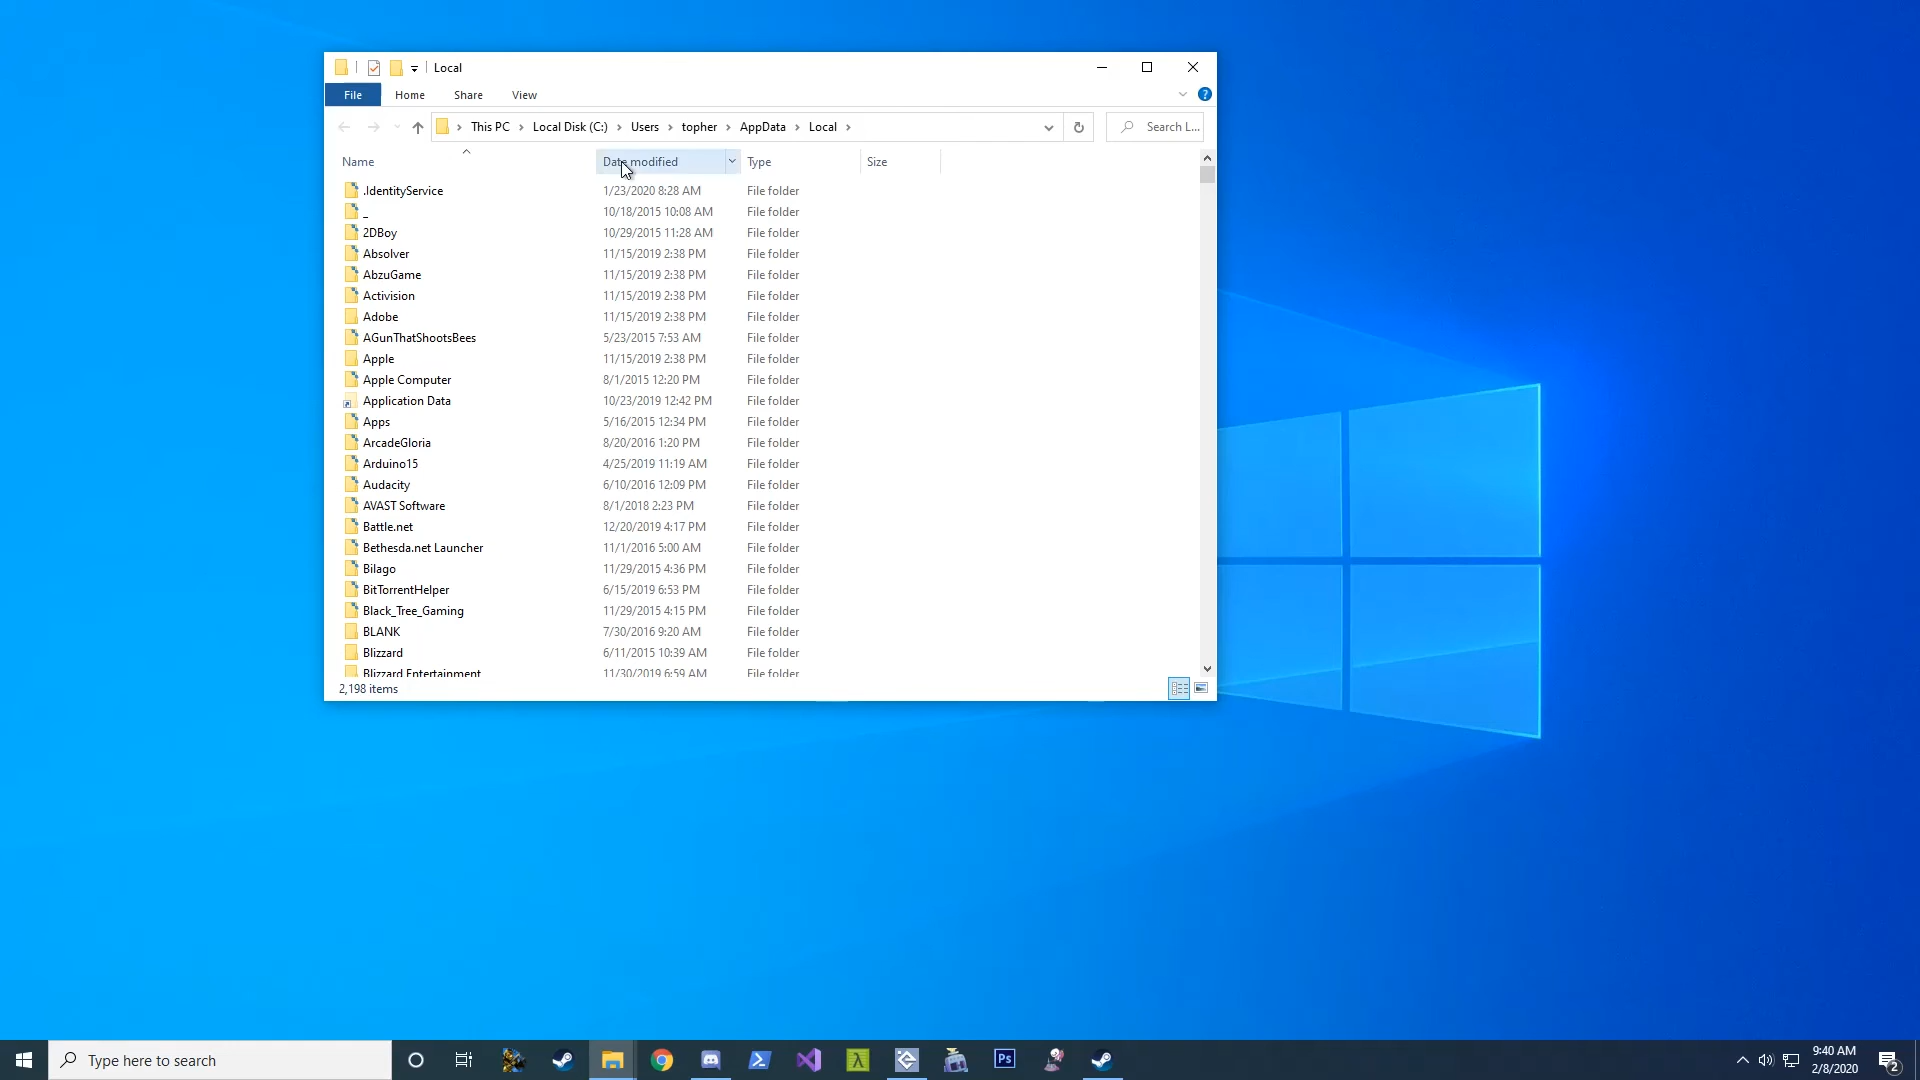 Local
File Home Share View
This PC Local Disk (C:) Users topher AppData Local Search L...
Name Date modified Type Size
.IdentityService 1/23/2020 8:28 AM File folder
_ 10/18/2015 10:08 AM File folder
2DBoy 10/29/2015 11:28 AM File folder
Absolver 11/15/2019 2:38 PM File folder
AbzuGame 11/15/2019 2:38 PM File folder
Activision 11/15/2019 2:38 PM File folder
Adobe 11/15/2019 2:38 PM File folder
AGunThatShootsBees 5/23/2015 7:53 AM File folder
Apple 11/15/2019 2:38 PM File folder
Apple Computer 8/1/2015 12:20 PM File folder
Application Data 10/23/2019 12:42 PM File folder
Apps 5/16/2015 12:34 PM File folder
ArcadeGloria 8/20/2016 1:20 PM File folder
Arduino15 4/25/2019 11:19 AM File folder
Audacity 6/10/2016 12:09 PM File folder
AVAST Software 8/1/2018 2:23 PM File folder
Battle.net 12/20/2019 4:17 PM File folder
Bethesda.net Launcher 11/1/2016 5:00 AM File folder
Bilago 11/29/2015 4:36 PM File folder
BitTorrentHelper 6/15/2019 6:53 PM File folder
Black_Tree_Gaming 11/29/2015 4:15 PM File folder
BLANK 7/30/2016 9:20 AM File folder
Blizzard 6/11/2015 10:39 AM File folder
Blizzard Entertainment 11/30/2019 6:59 AM File folder
2,198 items
Type here to search
Ps
9:40 AM
2/8/2020
2